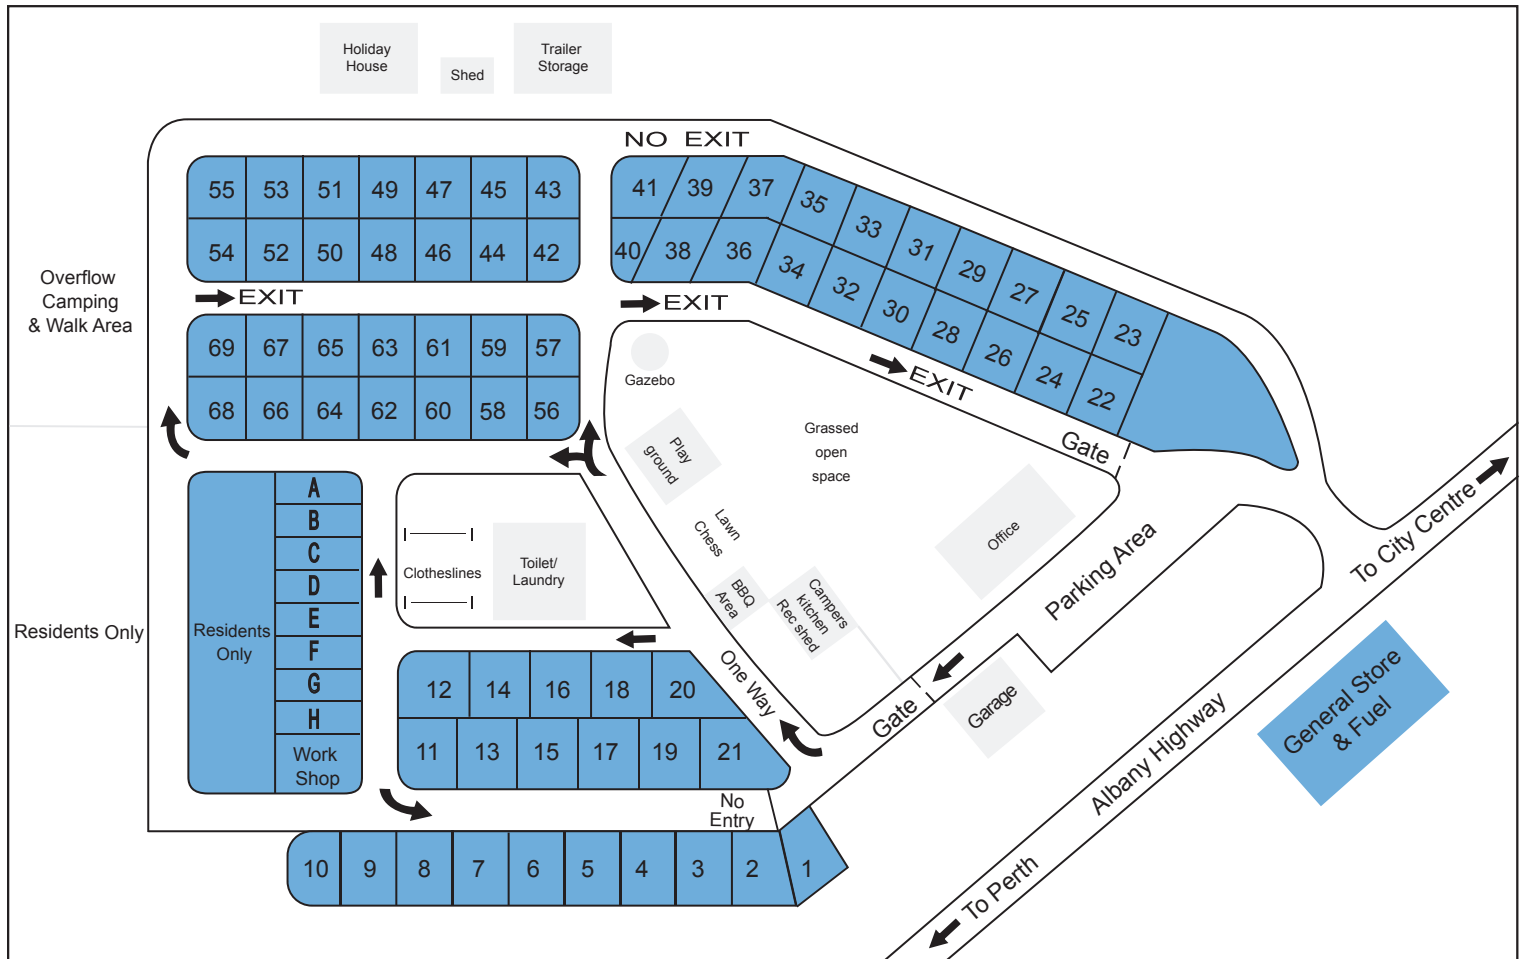 Holiday
House
Shed
Trailer
Storage
NO EXIT
55 53 51 49 47 45 43
41 39 37 35 33 31 29 27 25 23
54 52 50 48 46 44 42
40 38 36 34 32 30 28 26 24 22
Overflow
Camping
& Walk Area
EXIT
EXIT
EXIT
69 67 65 63 61 59 57
68 66 64 62 60 58 56
Gazebo
Play
ground
Grassed
open
space
Gate
Lawn
Chess
Office
Parking Area
To City Centre
A
B
C
D
E
F
G
H
Work
Shop
Residents
Only
Residents Only
Clotheslines
Toilet/
Laundry
BBQ
Area
Campers
kitchen
Rec shed
One Way
Gate
Garage
12 14 16 18 20
11 13 15 17 19 21
No
Entry
10 9 8 7 6 5 4 3 2 1
Albany Highway
To Perth
General Store
& Fuel